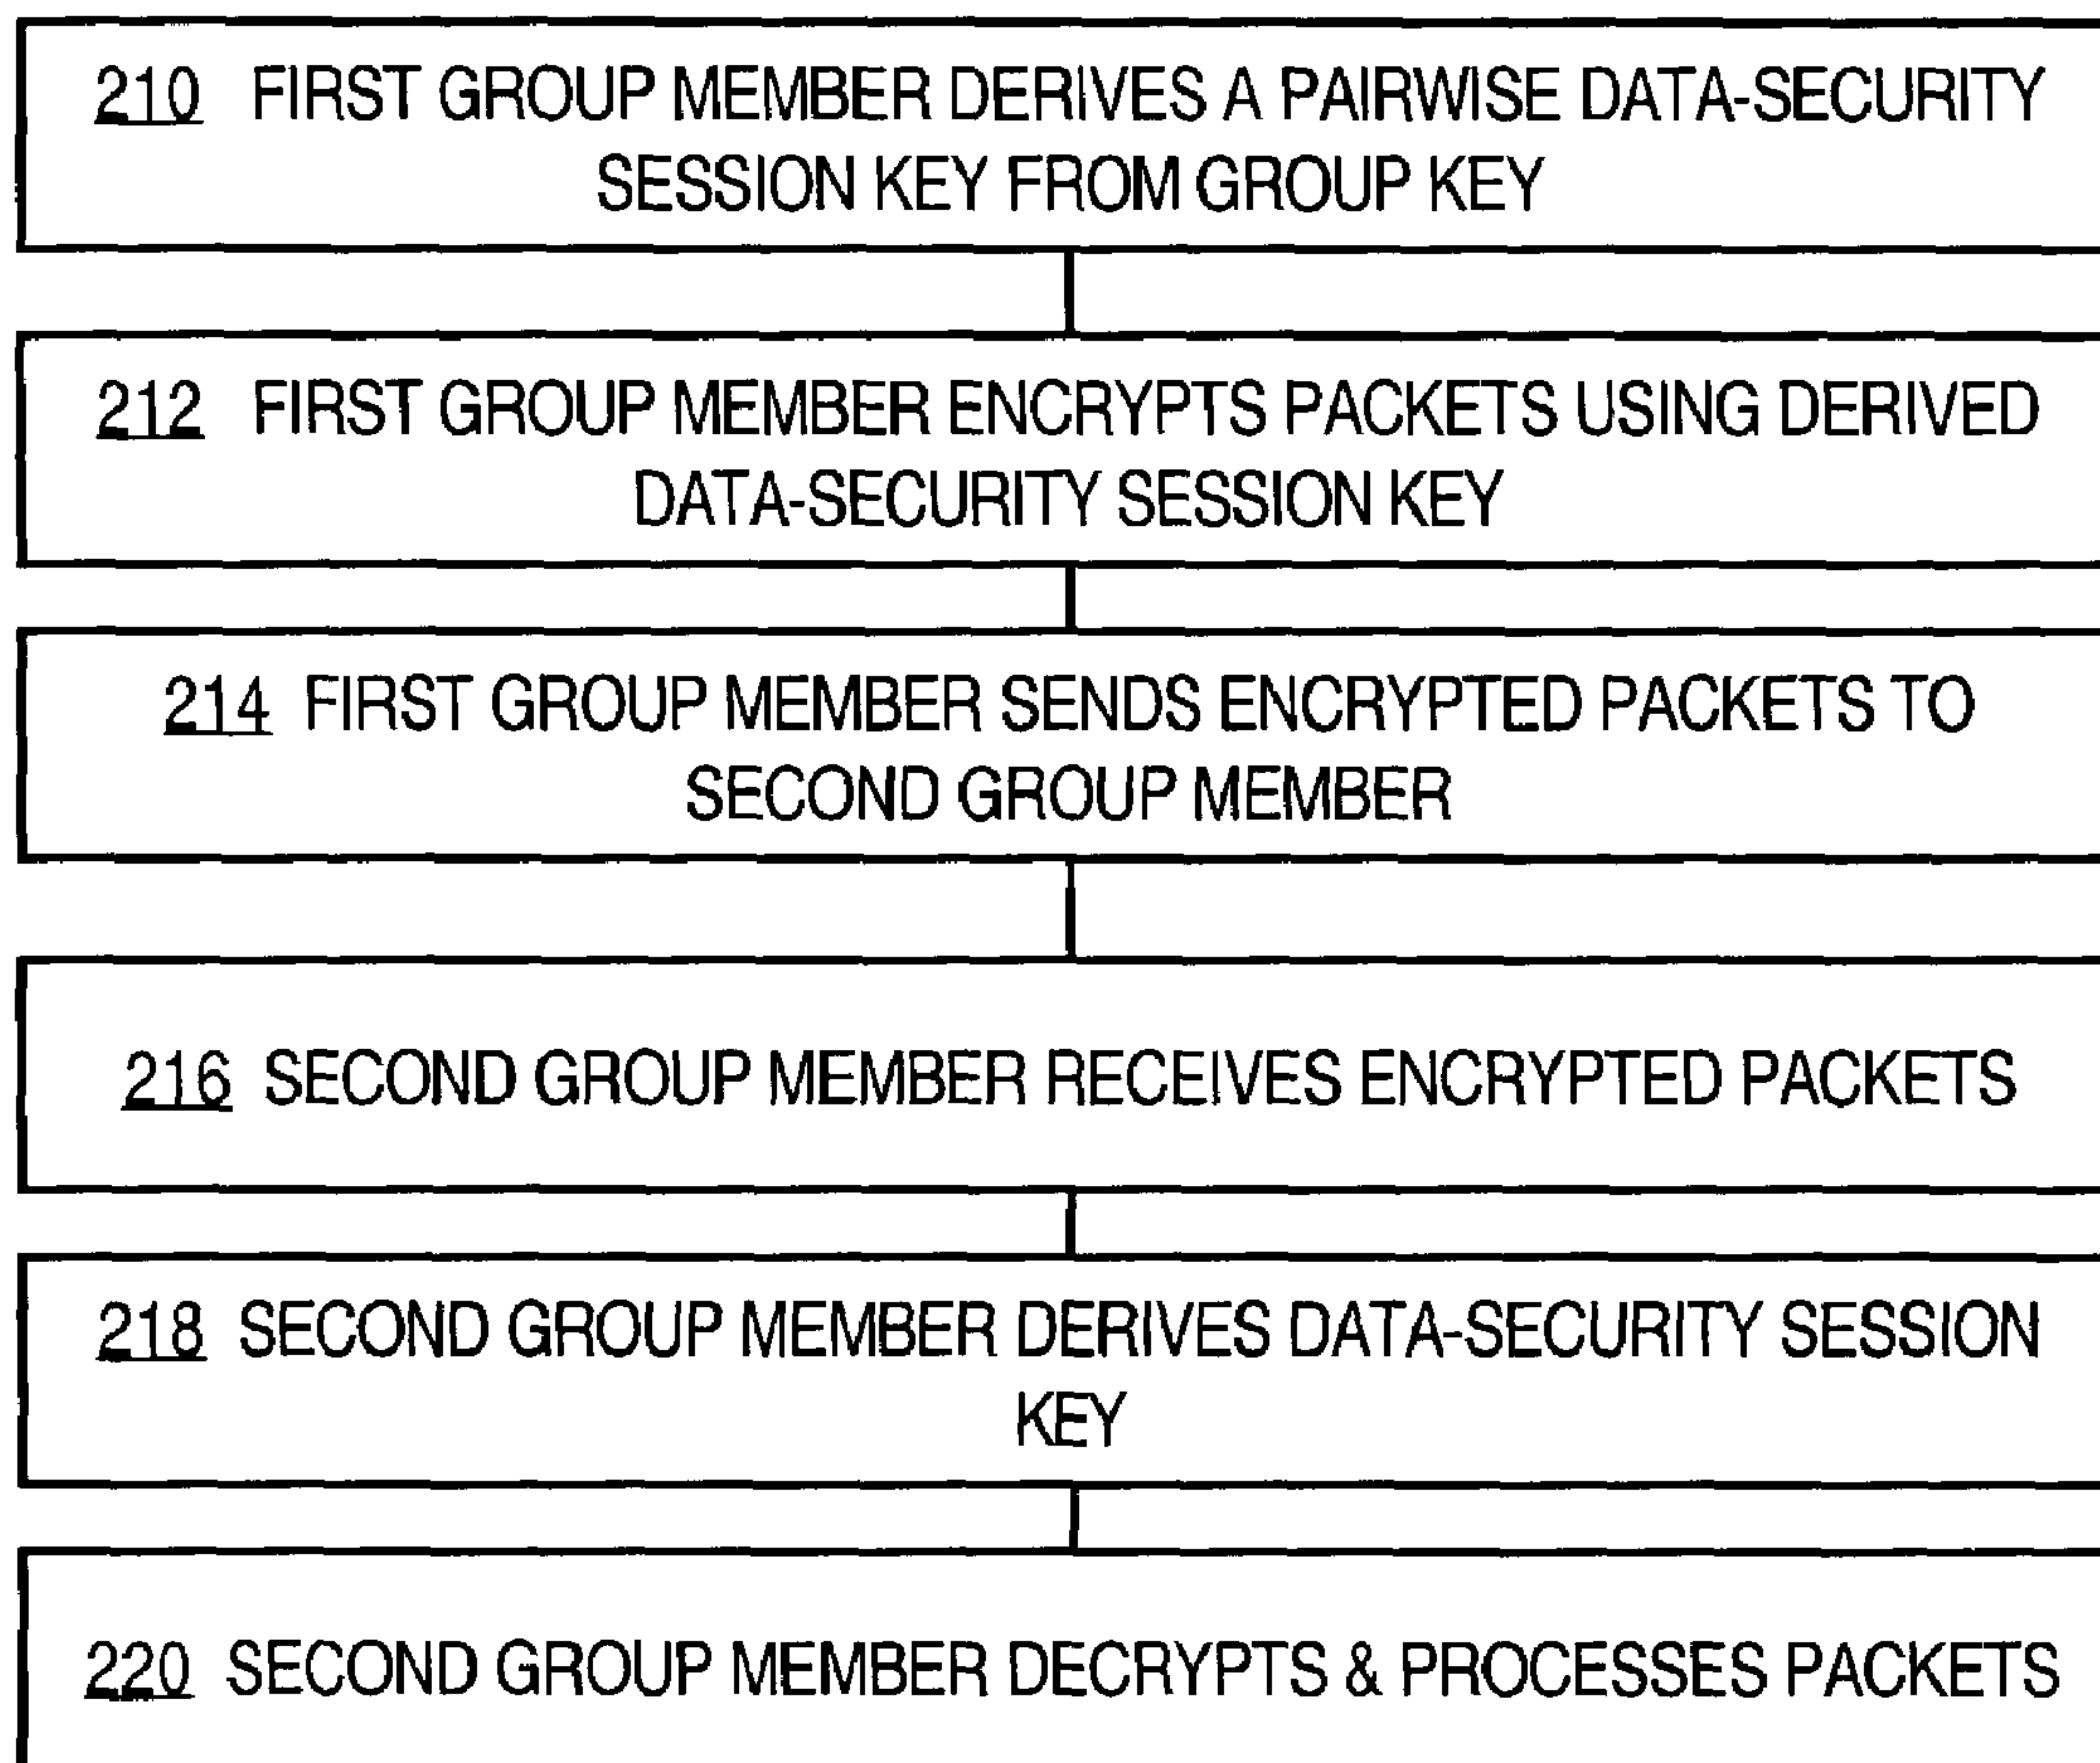 210 FIRST GROUP MEMBER DERIVES A PAIRWISE DATA-SECURITY
SESSION KEY FROM GROUP KEY
212 FIRST GROUP MEMBER ENCRYPTS PACKETS USING DERIVED
DATA-SECURITY SESSION KEY
214 FIRST GROUP MEMBER SENDS ENCRYPTED PACKETS TO
SECOND GROUP MEMBER
216 SECOND GROUP MEMBER RECEIVES ENCRYPTED PACKETS
218 SECOND GROUP MEMBER DERIVES DATA-SECURITY SESSION
KEY
220 SECOND GROUP MEMBER DECRYPTS & PROCESSES PACKETS